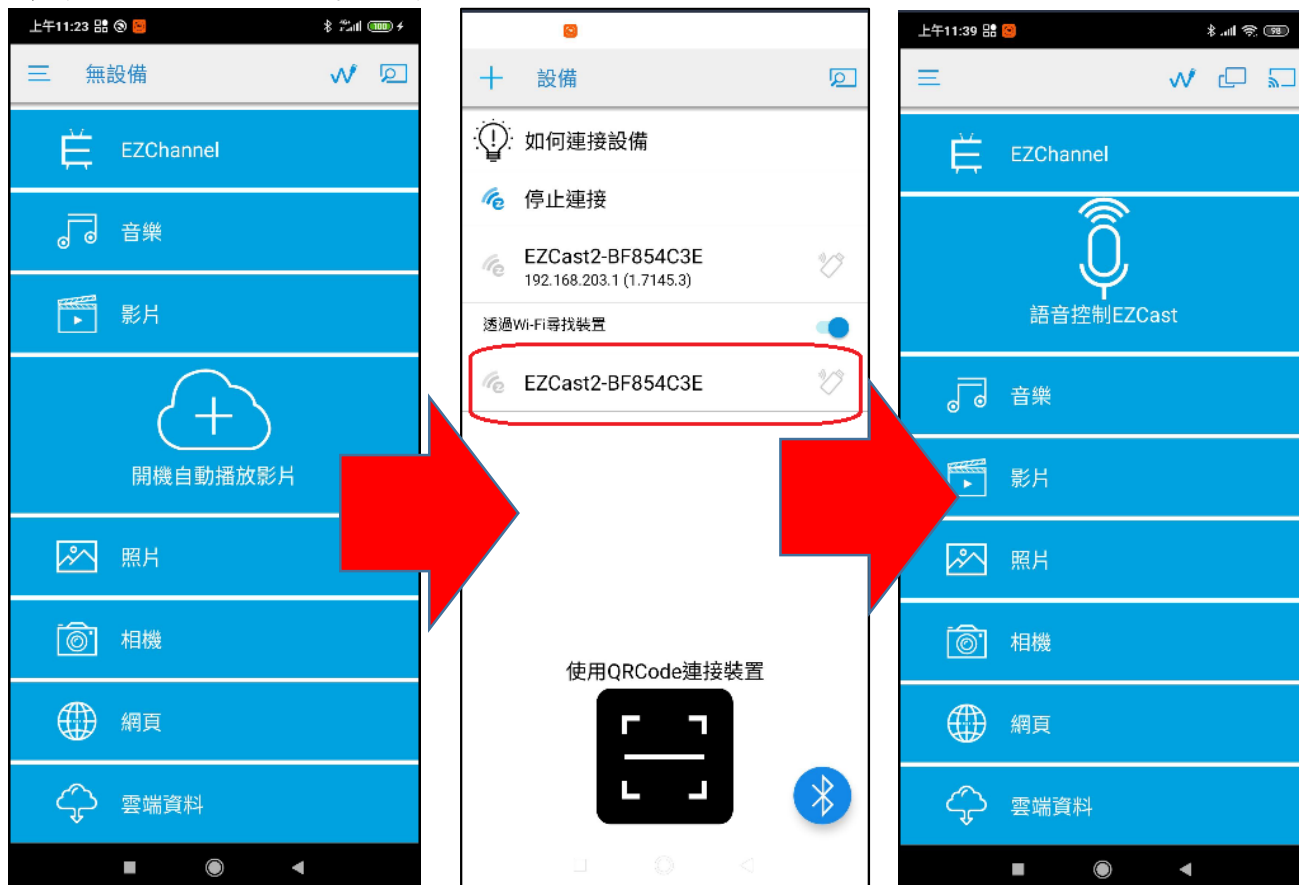 上午11:23
100
無設備
EZChannel
音樂
影片
開機自動播放影片
照片
相機
網頁
雲端資料
設備
如何連接設備
停止連接
EZCast2-BF854C3E
192.168.203.1 (1.7145.3)
透過Wi-Fi尋找裝置
EZCast2-BF854C3E
使用QRCode連接裝置
上午11:39
98
EZChannel
語音控制EZCast
音樂
影片
照片
相機
網頁
雲端資料